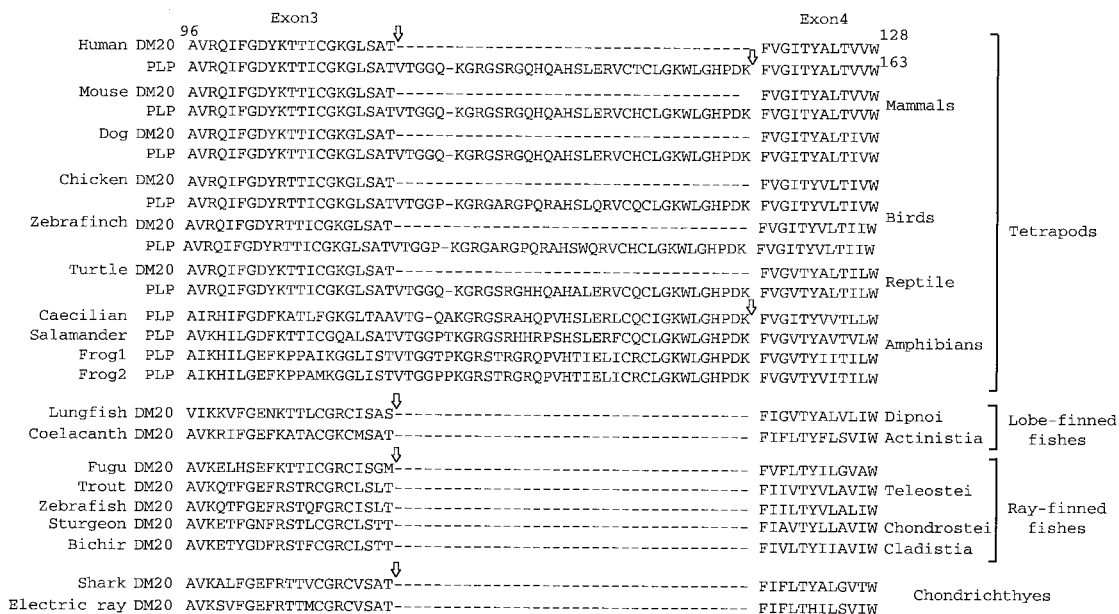 Exon3 Exon4
96 128
Human DM20 AVRQIFGDYKTTICGKGLSAT------------------------------------ FVGITYALTVVW
PLP AVRQIFGDYKTTICGKGLSATVTGGQ-KGRGSRGQHQAHSLERVCTCLGKWLGHPDK FVGITYALTVVW 163
Mouse DM20 AVRQIFGDYKTTICGKGLSAT----------------------------------- FVGITYALTVVW
PLP AVRQIFGDYKTTICGKGLSATVTGGQ-KGRGSRGQHQAHSLERVCHCLGKWLGHPDK FVGITYALTVVW
Mammals
Dog DM20 AVRQIFGDYKTTICGKGLSAT------------------------------------ FVGITYALTIVW
PLP AVRQIFGDYKTTICGKGLSATVTGGQ-KGRGSRGQHQAHSLERVCHCLGKWLGHPDK FVGITYALTIVW
Chicken DM20 AVRQIFGDYRTTICGKGLSAT------------------------------------ FVGITYVLTIVW
PLP AVRQIFGDYRTTICGKGLSATVTGGP-KGRGARGPQRAHSLQRVCQCLGKWLGHPDK FVGITYVLTIVW
Birds
Zebrafinch DM20 AVRQIFGDYRTTICGKGLSAT------------------------------------ FVGITYVLTIIW
PLP AVRQIFGDYRTTICGKGLSATVTGGP-KGRGARGPQRAHSWQRVCHCLGKWLGHPDK FVGITYVLTIIW
Tetrapods
Turtle DM20 AVRQIFGDYKTTICGKGLSAT------------------------------------ FVGVTYALTILW
PLP AVRQIFGDYKTTICGKGLSATVTGGQ-KGRGSRGHHQAHALERVCQCLGKWLGHPDK FVGVTYALTILW
Reptile
Caecilian PLP AIRHIFGDFKATLFGKGLTAAVTG-QAKGRGSRAHQPVHSLERLCQCIGKWLGHPDK FVGITYVVTLLW
Salamander PLP AVKHILGDFKTTICGQALSATVTGGPTKGRGSRHHRPSHSLERFCQCLGKWLGHPDK FVGVTYAVTVLW
Amphibians
Frog1 PLP AIKHILGEFKPPAIKGGLISTVTGGTPKGRSTRGRQPVHTIELICRCLGKWLGHPDK FVGVTYIITILW
Frog2 PLP AIKHILGEFKPPAMKGGLISTVTGGPPKGRSTRGRQPVHTIELICRCLGKWLGHPDK FVGVTYVITILW
Lungfish DM20 VIKKVFGENKTTLCGRCISAS------------------------------------ FIGVTYALVLIW Dipnoi
Coelacanth DM20 AVKRIFGEFKATACGKCMSAT------------------------------------ FIFLTYFLSVIW Actinistia
Lobe-finned
fishes
Fugu DM20 AVKELHSEFKTTICGRCISGM------------------------------------ FVFLTYILGVAW
Trout DM20 AVKQTFGEFRSTRCGRCLSLT------------------------------------ FIIVTYVLAVIW Teleostei
Zebrafish DM20 AVKQTFGEFRSTQFGRCISLT------------------------------------ FIILTYVLALIW
Ray-finned
fishes
Sturgeon DM20 AVKETFGNFRSTLCGRCLSTT------------------------------------ FIAVTYLLAVIW Chondrostei
Bichir DM20 AVKETYGDFRSTFCGRCLSTT------------------------------------ FIVLTYIIAVIW Cladistia
Shark DM20 AVKALFGEFRTTVCGRCVSAT------------------------------------ FIFLTYALGVTW
Electric ray DM20 AVKSVFGEFRTTMCGRCVSAT------------------------------------ FIFLTHILSVIW
Chondrichthyes